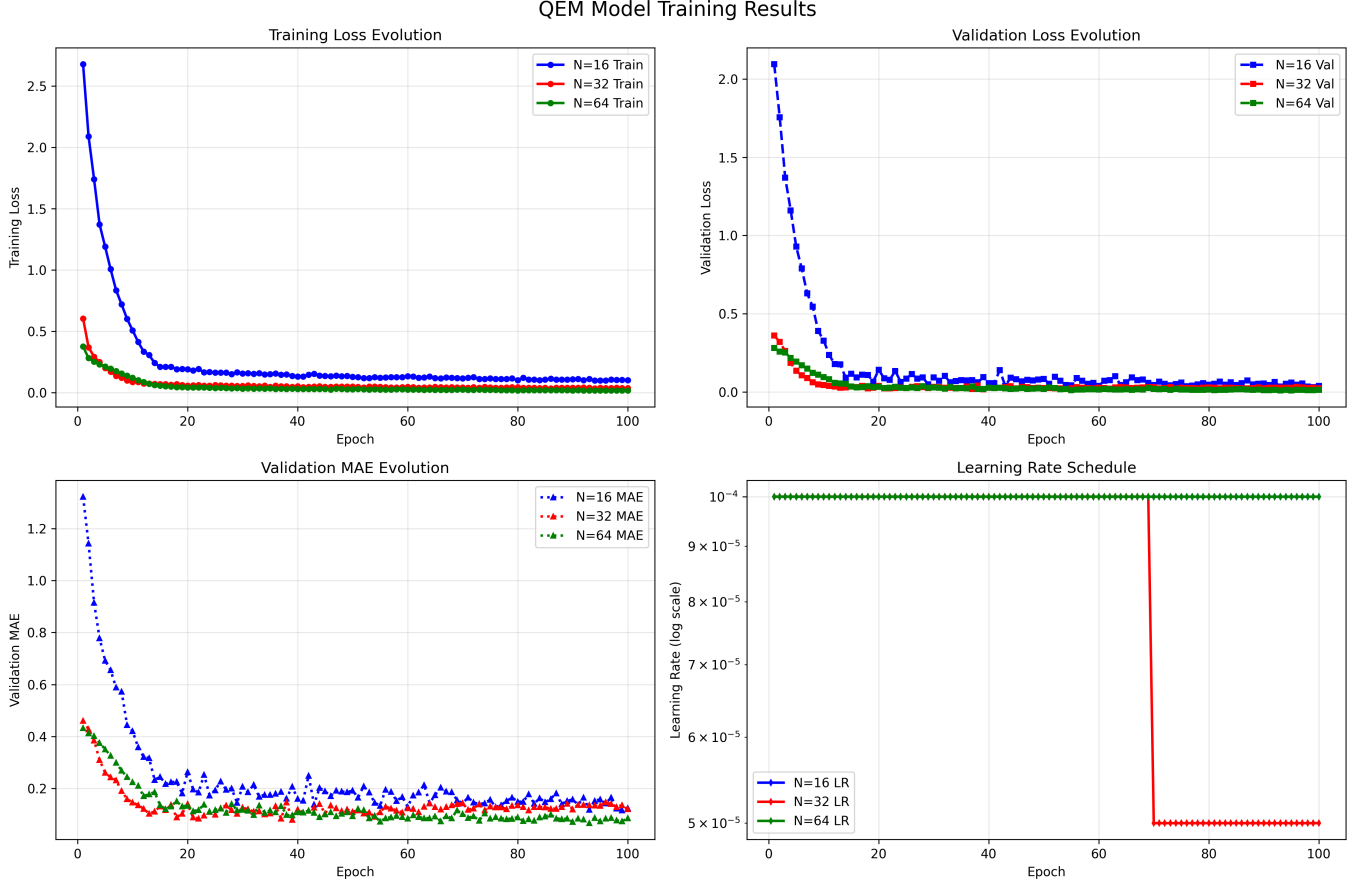 QEM Model Training Results
Training Loss Evolution
Training Loss
2.5
2.0
1.5
1.0
0.5
0.0
N=16 Train
N=32 Train
N=64 Train
0 20 40 60 80 100
Epoch
Validation Loss Evolution
Validation Loss
2.0
1.5
1.0
0.5
0.0
N=16 Val
N=32 Val
N=64 Val
0 20 40 60 80 100
Epoch
Validation MAE Evolution
Validation MAE
1.2
1.0
0.8
0.6
0.4
0.2
N=16 MAE
N=32 MAE
N=64 MAE
0 20 40 60 80 100
Epoch
Learning Rate Schedule
Learning Rate (log scale)
10⁻⁴
9 × 10⁻⁵
8 × 10⁻⁵
7 × 10⁻⁵
6 × 10⁻⁵
5 × 10⁻⁵
N=16 LR
N=32 LR
N=64 LR
0 20 40 60 80 100
Epoch